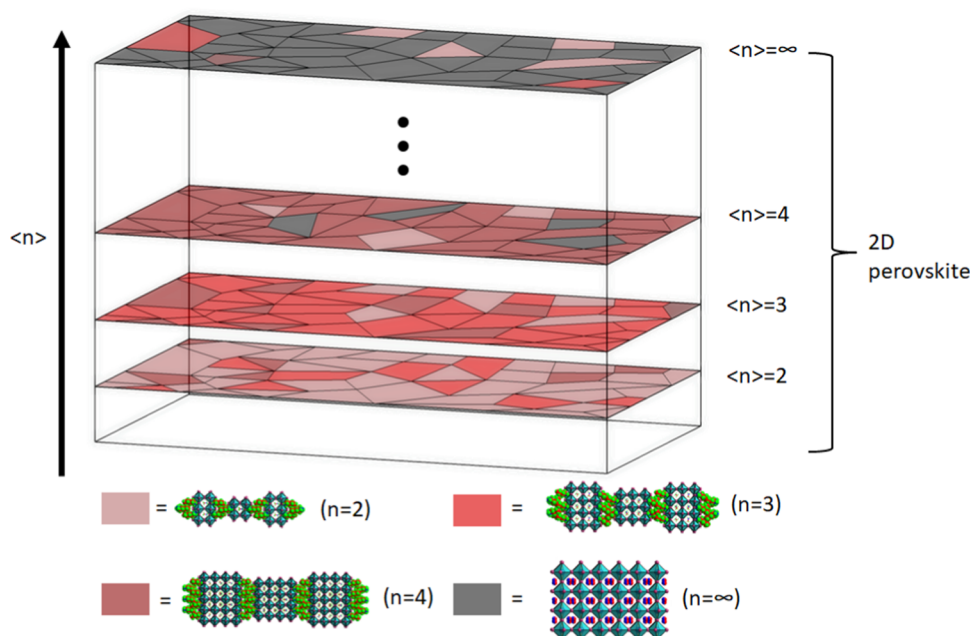 <n>=∞
<n>=4
<n>
2D
perovskite
<n>=3
<n>=2
= (n=2)
= (n=3)
= (n=4)
= (n=∞)